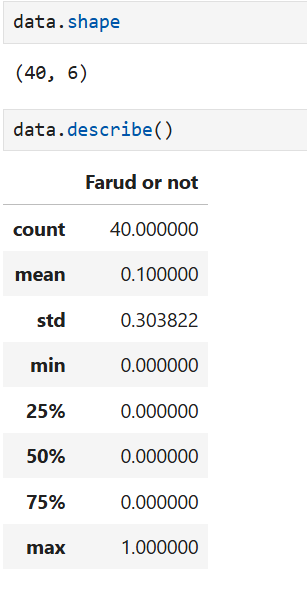 data.shape
(40, 6)
data.describe()
Farud or not
count 40.000000
mean 0.100000
std 0.303822
min 0.000000
25% 0.000000
50% 0.000000
75% 0.000000
max 1.000000